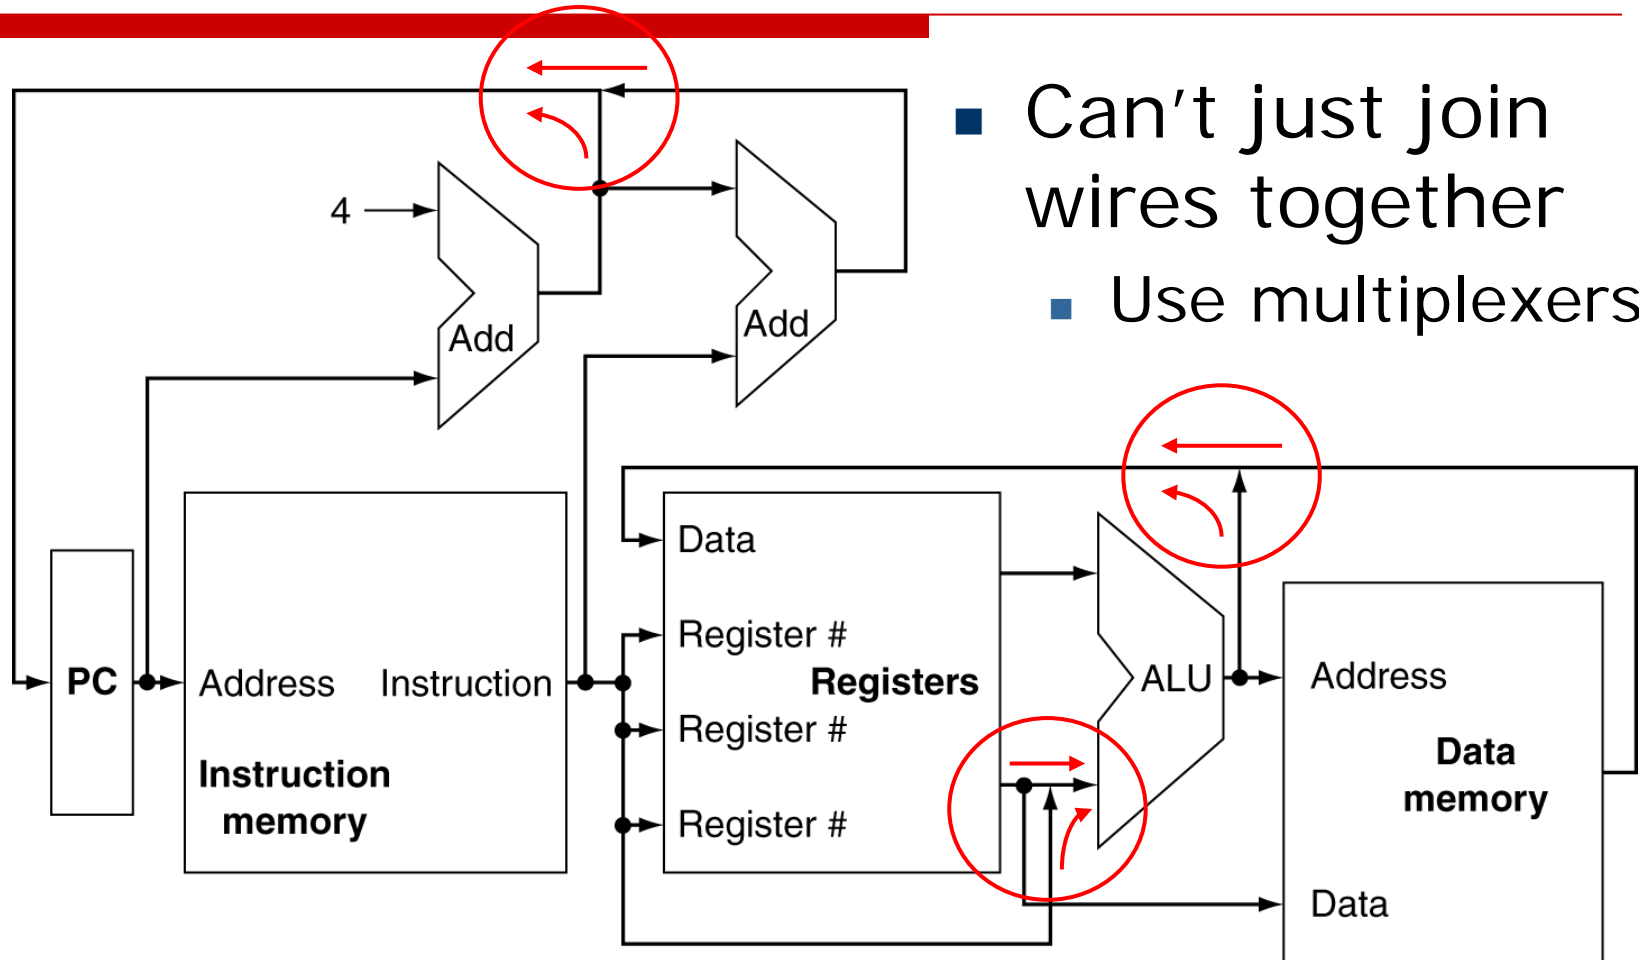 Can't just join
wires together
Use multiplexers
4
Add
Add
Data
Register #
Registers
Register #
Register #
PC
Address
Instruction
Instruction
memory
ALU
Address
Data
memory
Data